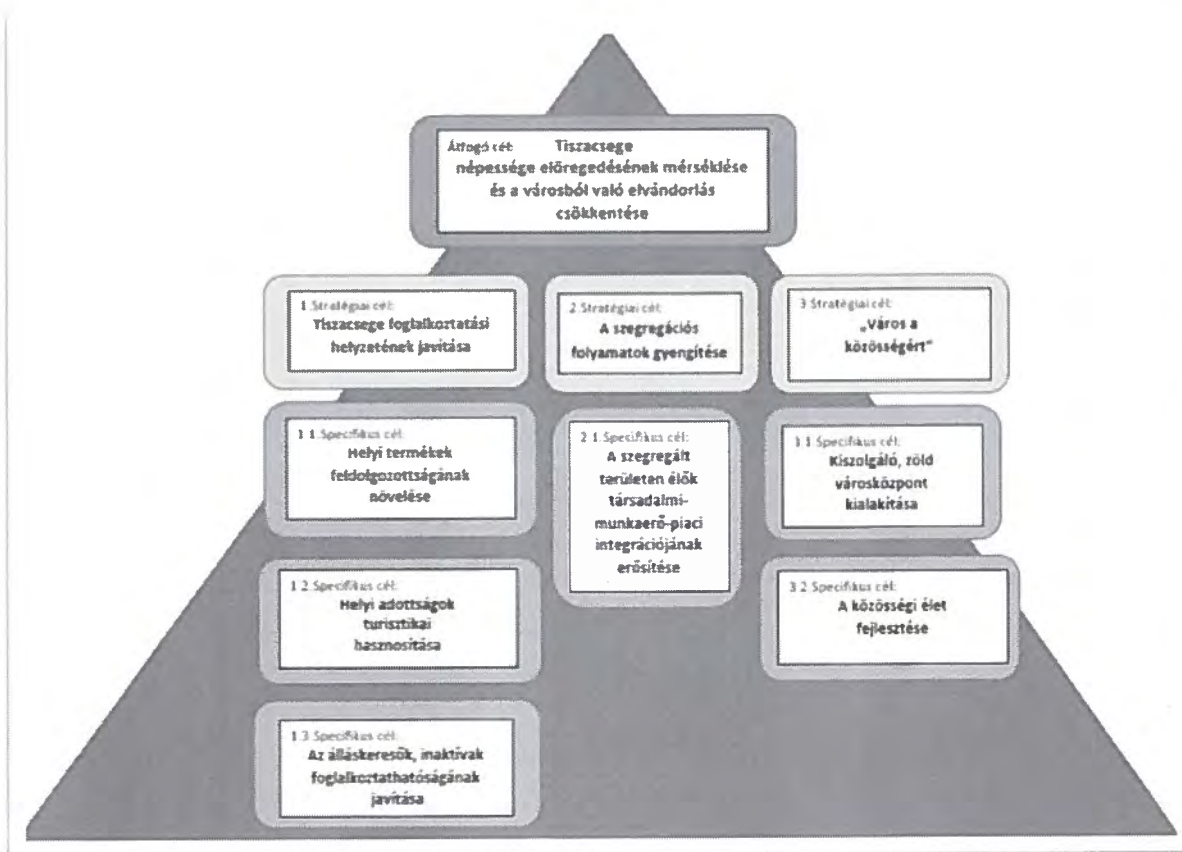 Átfogó cél: Tiszacsege
népessége előregedésének mérséklése
és a városból való elvándorlás
csökkentése
1.Stratégiai cél:
Tiszacsege foglalkoztatási
helyzetének javítása
2.Stratégiai cél:
A szegregációs
folyamatok gyengítése
3.Stratégiai cél:
„Város a
közösségért"
1.1.Specifikus cél:
Helyi termékek
feldolgozottságának
növelése
1.2.Specifikus cél:
Helyi adottságok
turisztikai
hasznosítása
1.3.Specifikus cél:
Az álláskeresők, inaktívak
foglalkoztathatóságának
javítása
2.1.Specifikus cél:
A szegregált
területen élők
társadalmi-
munkaerő-piaci
integrációjának
erősítése
3.1.Specifikus cél:
Kiszolgáló, zöld
városközpont
kialakítása
3.2.Specifikus cél:
A közösségi élet
fejlesztése